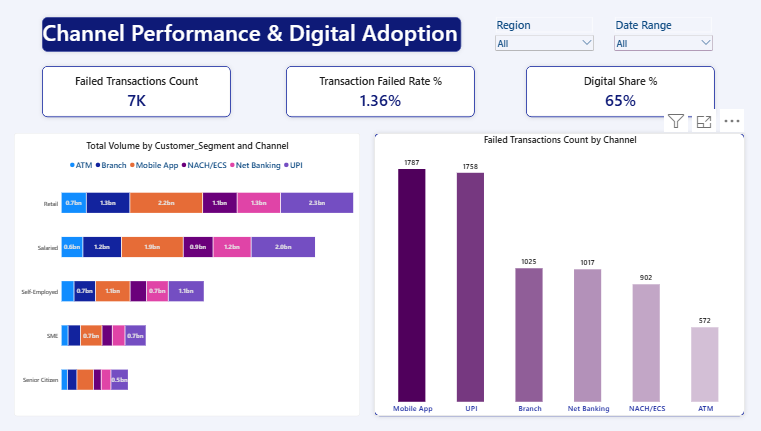 Channel Performance & Digital Adoption
Region
All
Date Range
All
Failed Transactions Count
7K
Transaction Failed Rate %
1.36%
Digital Share %
65%
Total Volume by Customer_Segment and Channel
ATM Branch Mobile App NACH/ECS Net Banking UPI
Retail 0.7bn 1.3bn 2.2bn 1.1bn 1.3bn 2.3bn
Salaried 0.6bn 1.2bn 1.9bn 0.9bn 1.2bn 2.0bn
Self-Employed 0.7bn 1.1bn 0.7bn 1.1bn
SME 0.7bn 0.7bn
Senior Citizen 0.5bn
Failed Transactions Count by Channel
1787 1758 1025 1017 902 572
Mobile App UPI Branch Net Banking NACH/ECS ATM